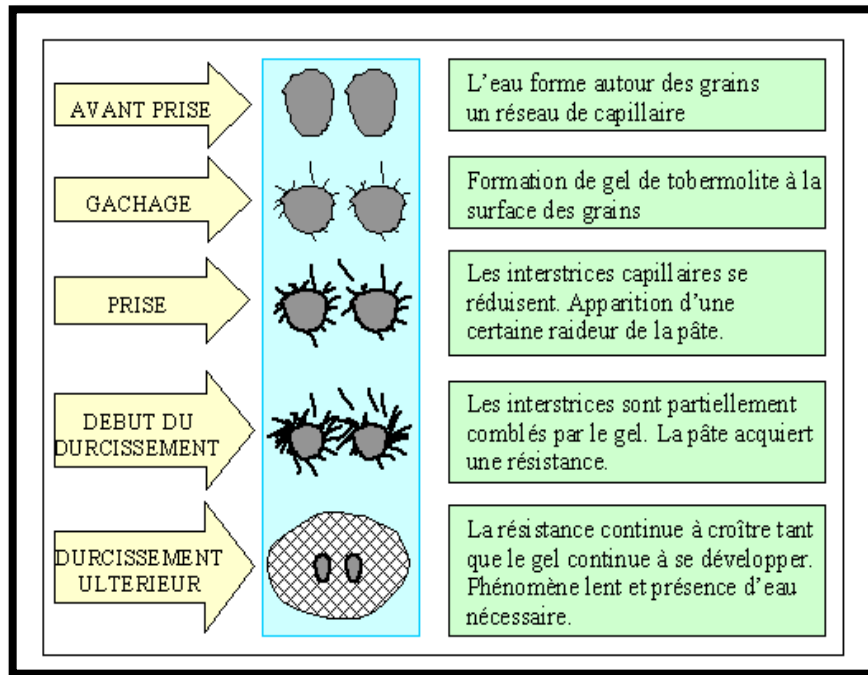 AVANT PRISE
L'eau forme autour des grains
un réseau de capillaire
GACHAGE
Formation de gel de tobermolite à la
surface des grains
PRISE
Les interstrices capillaires se
réduisent. Apparition d'une
certaine raideur de la pâte.
DEBUT DU
DURCISSEMENT
Les interstrices sont partiellement
comblés par le gel. La pâte acquiert
une résistance.
DURCISSEMENT
ULTERIEUR
La résistance continue à croître tant
que le gel continue à se développer.
Phénomène lent et présence d'eau
nécessaire.